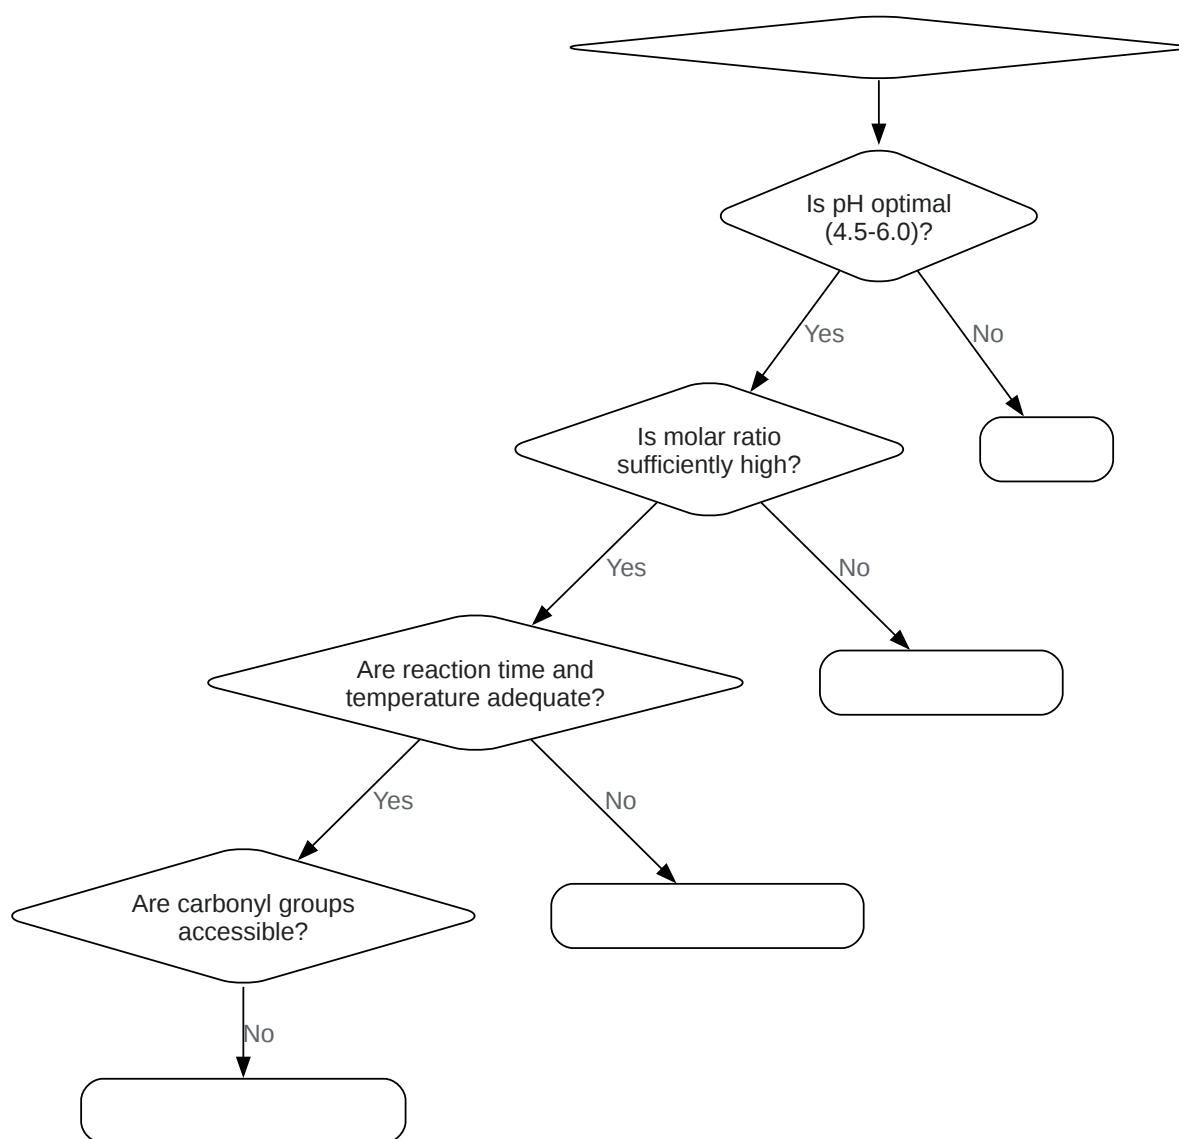 Is pH optimal
(4.5-6.0)?
Yes
No
Is molar ratio
sufficiently high?
Yes
No
Are reaction time and
temperature adequate?
Yes
No
Are carbonyl groups
accessible?
No